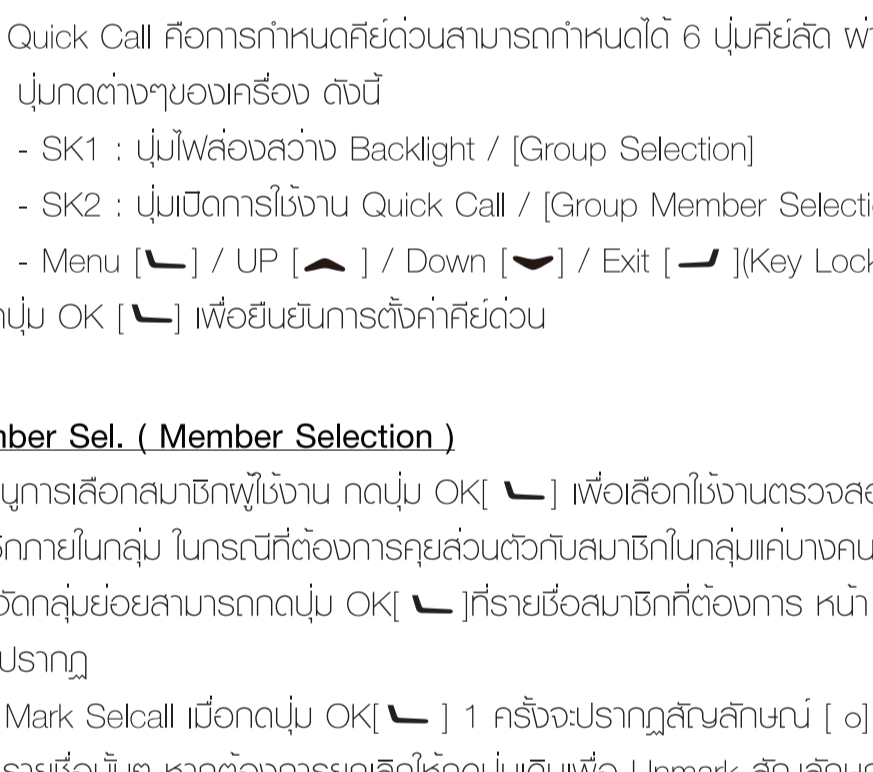 Quick Call คือการกำหนดคีย์ด่วนสามารถกำหนดได้ 6 ปุ่มคีย์ลัด
ปุ่มกดต่างๆของเครื่อง ดังนี้
- SK1 : ปุ่มไฟส่องสว่าง Backlight / [Group Selection]
- SK2 : ปุ่มเปิดการใช้งาน Quick Call / [Group Member
- Menu [ ] / UP [ ] / Down [ ] / Exit [ ](Key Lock
ปุ่ม OK [ ] เพื่อยืนยันการตั้งค่าคีย์ด่วน
Sel. ( Member Selection )
นูการเลือกสมาชิกผู้ใช้งาน กดปุ่ม OK[ ] เพื่อเลือกใช้งาน
ภายในกลุ่ม ในกรณีที่ต้องการคุยส่วนตัวกับสมาชิกในกลุ่มแค่บางคน
จัดกลุ่มย่อยสามารถกดปุ่ม OK[ ]ที่รายชื่อสมาชิกที่ต้องการ หน้า
ปรากฏ
Mark Selcall เมื่อกดปุ่ม OK[ ] 1 ครั้งจะปรากฏสัญลักษณ์ [ o]